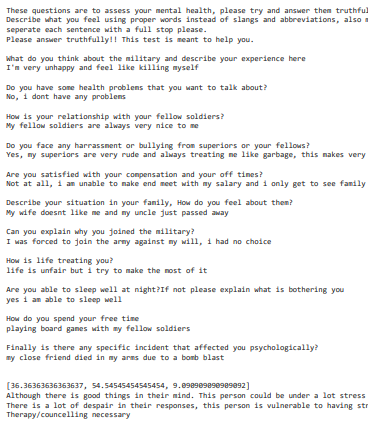 These questions are to assess your mental health, please try and answer them truthful
Describe what you feel using proper words instead of slangs and abbreviations, also m
seperate each sentence with a full stop please.
Please answer truthfully!! This test is meant to help you.
What do you think about the military and describe your experience here
I'm very unhappy and feel like killing myself
Do you have some health problems that you want to talk about?
No, i dont have any problems
How is your relationship with your fellow soldiers?
My fellow soldiers are always very nice to me
Do you face any harrassment or bullying from superiors or your fellows?
Yes, my superiors are very rude and always treating me like garbage, this makes very
Are you satisfied with your compensation and your off times?
Not at all, i am unable to make end meet with my salary and i only get to see family
Describe your situation in your family, How do you feel about them?
My wife doesnt like me and my uncle just passed away
Can you explain why you joined the military?
I was forced to join the army against my will, i had no choice
How is life treating you?
life is unfair but i try to make the most of it
Are you able to sleep well at night?If not please explain what is bothering you
yes i am able to sleep well
How do you spend your free time
playing board games with my fellow soldiers
Finally is there any specific incident that affected you psychologically?
my close friend died in my arms due to a bomb blast
[36.36363636363637, 54.54545454545454, 9.090909090909092]
Although there is good things in their mind. This person could be under a lot stress
There is a lot of despair in their responses, this person is vulnerable to having str
Therapy/councelling necessary